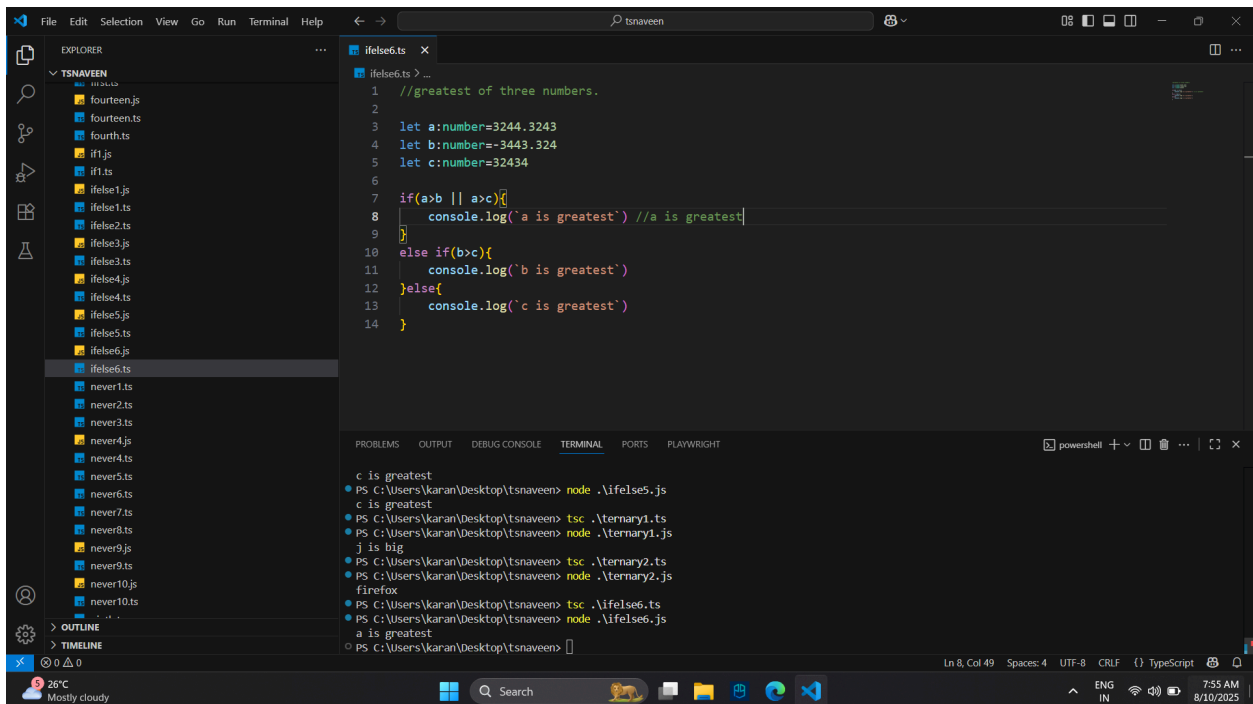 File Edit Selection View Go Run Terminal Help
tsnaveen
EXPLORER
TSNAVEEN
first.ts
fourteen.js
fourteen.ts
fourth.ts
if1.js
if1.ts
ifelse1.js
ifelse1.ts
ifelse2.ts
ifelse3.js
ifelse3.ts
ifelse4.js
ifelse4.ts
ifelse5.js
ifelse5.ts
ifelse6.js
ifelse6.ts
never1.ts
never2.ts
never3.ts
never4.js
never4.ts
never5.ts
never6.ts
never7.ts
never8.ts
never9.js
never9.ts
never10.js
never10.ts
OUTLINE
TIMELINE
ifelse6.ts
ifelse6.ts > ...
1 //greatest of three numbers.
2
3 let a:number=3244.3243
4 let b:number=-3443.324
5 let c:number=32434
6
7 if(a>b || a>c){
8 console.log(`a is greatest`) //a is greatest
9 }
10 else if(b>c){
11 console.log(`b is greatest`)
12 }else{
13 console.log(`c is greatest`)
14 }
PROBLEMS OUTPUT DEBUG CONSOLE TERMINAL PORTS PLAYWRIGHT
powershell
c is greatest
PS C:\Users\karan\Desktop\tsnaveen> node .\ifelse5.js
c is greatest
PS C:\Users\karan\Desktop\tsnaveen> tsc .\ternary1.ts
PS C:\Users\karan\Desktop\tsnaveen> node .\ternary1.js
j is big
PS C:\Users\karan\Desktop\tsnaveen> tsc .\ternary2.ts
PS C:\Users\karan\Desktop\tsnaveen> node .\ternary2.js
firefox
PS C:\Users\karan\Desktop\tsnaveen> tsc .\ifelse6.ts
PS C:\Users\karan\Desktop\tsnaveen> node .\ifelse6.js
a is greatest
PS C:\Users\karan\Desktop\tsnaveen>
0 0 Ln 8, Col 49 Spaces: 4 UTF-8 CRLF {} TypeScript
5
26°C
Mostly cloudy
Search
ENG
IN
7:55 AM
8/10/2025